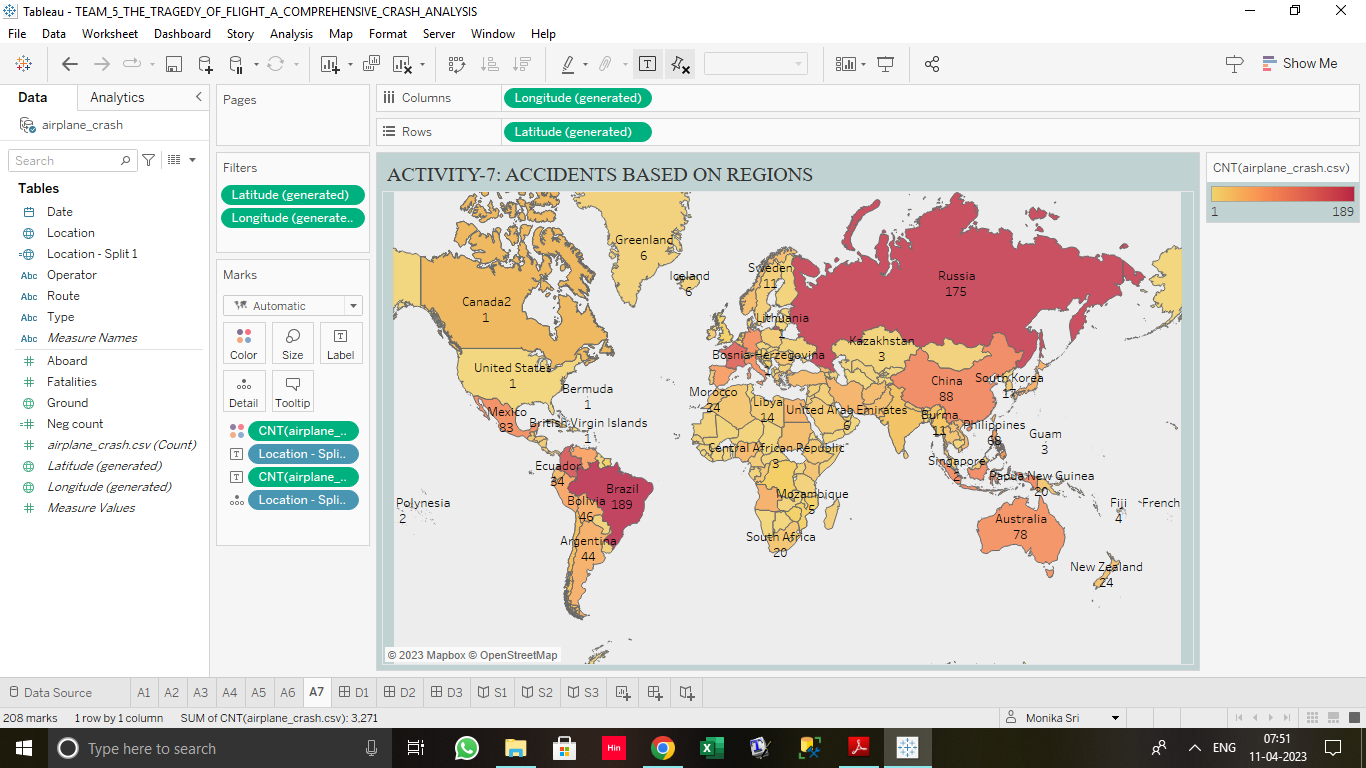 Tableau - TEAM_5_THE_TRAGEDY_OF_FLIGHT_A_COMPREHENSIVE_CRASH_ANALYSIS
File Data Worksheet Dashboard Story Analysis Map Format Server Window Help
Show Me
Data Analytics
airplane_crash
Search
Tables
Date
Location
Location - Split 1
Abc Operator
Abc Route
Abc Type
Abc Measure Names
Aboard
Fatalities
Ground
Neg count
airplane_crash.csv (Count)
Latitude (generated)
Longitude (generated)
Measure Values
Pages
Filters
Latitude (generated)
Longitude (generate..
Marks
Automatic
Color Size Label
Detail Tooltip
CNT(airplane_..
Location - Spli..
CNT(airplane_..
Location - Spli..
Columns Longitude (generated)
Rows Latitude (generated)
ACTIVITY-7: ACCIDENTS BASED ON REGIONS
Greenland
6
Iceland
6
Sweden
11
Russia
175
Canada2
1
Lithuania
1
Kazakhstan
3
Bosnia-Herzegovina
1
United States
1
Bermuda
1
China
88
South Korea
17
Morocco
24
Libya
14
United Arab Emirates
6
Burma
11
Mexico
83
British Virgin Islands
1
Philippines
68
Guam
3
Central African Republic
3
Singapore
2
Ecuador
34
Papua New Guinea
20
Brazil
189
Mozambique
5
Bolivia
46
Polynesia
2
Fiji
4
French
Australia
78
Argentina
44
South Africa
20
New Zealand
24
© 2023 Mapbox © OpenStreetMap
CNT(airplane_crash.csv)
1 189
Data Source A1 A2 A3 A4 A5 A6 A7 D1 D2 D3 S1 S2 S3
208 marks 1 row by 1 column SUM of CNT(airplane_crash.csv): 3,271
Monika Sri
Type here to search
Hin
ENG
07:51
11-04-2023